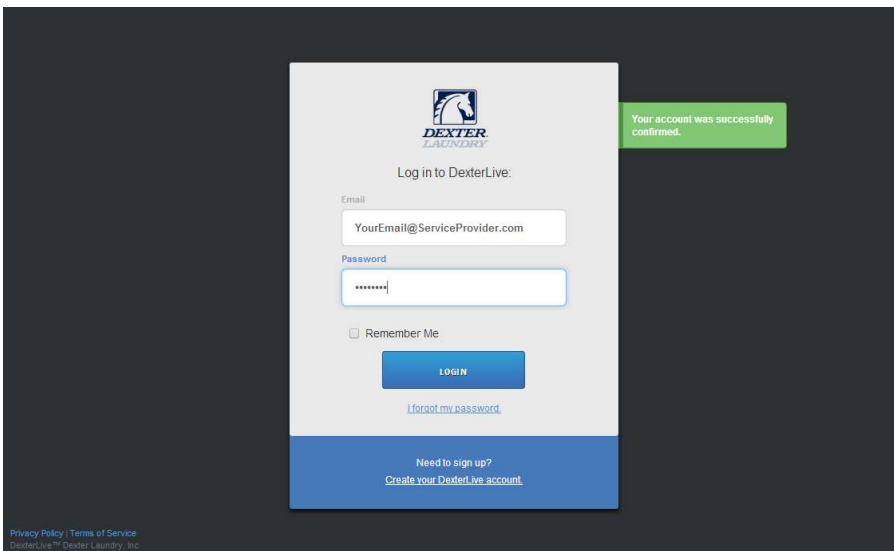 DEXTER
LAUNDRY
Your account was successfully
confirmed.
Log in to DexterLive:
Email
YourEmail@ServiceProvider.com
Password
••••••••
Remember Me
LOGIN
I forgot my password.
Need to sign up?
Create your DexterLive account.
Privacy Policy | Terms of Service
DexterLive™ Dexter Laundry, Inc.